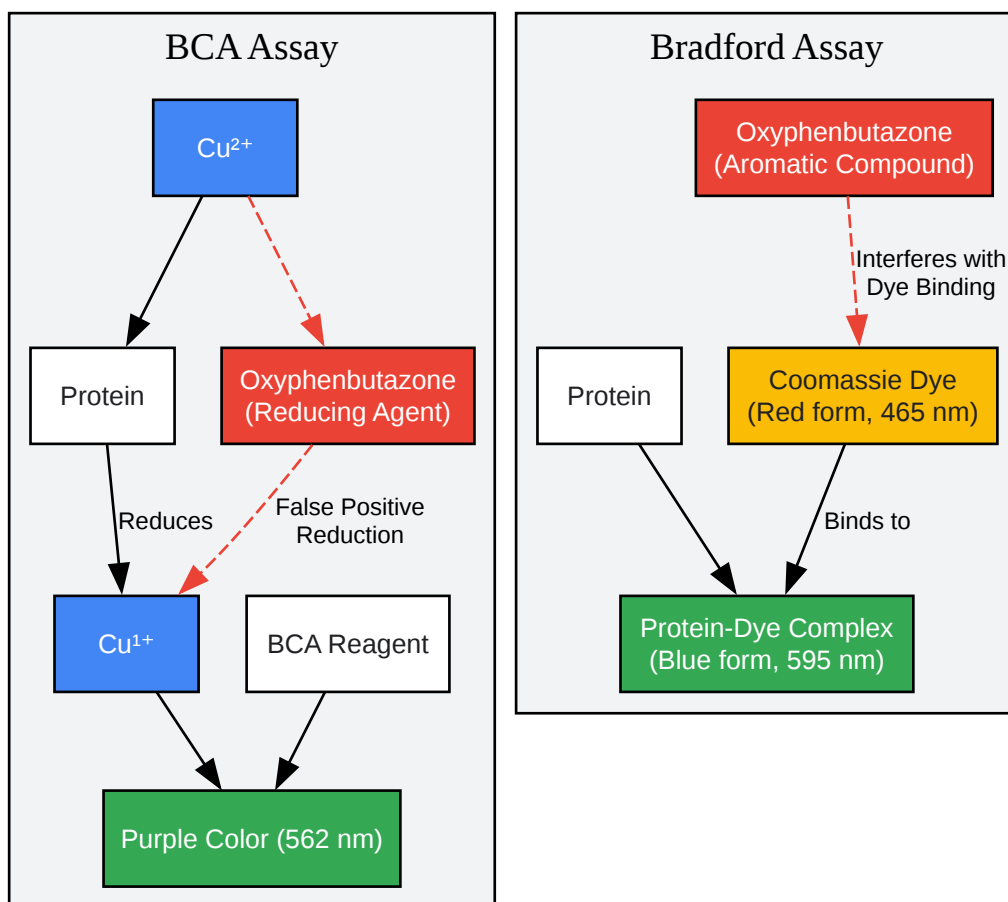 BCA Assay
Cu²⁺
Protein
Oxyphenbutazone
(Reducing Agent)
Reduces
False Positive
Reduction
Cu¹⁺
BCA Reagent
Purple Color (562 nm)
Bradford Assay
Oxyphenbutazone
(Aromatic Compound)
Interferes with
Dye Binding
Protein
Coomassie Dye
(Red form, 465 nm)
Binds to
Protein-Dye Complex
(Blue form, 595 nm)